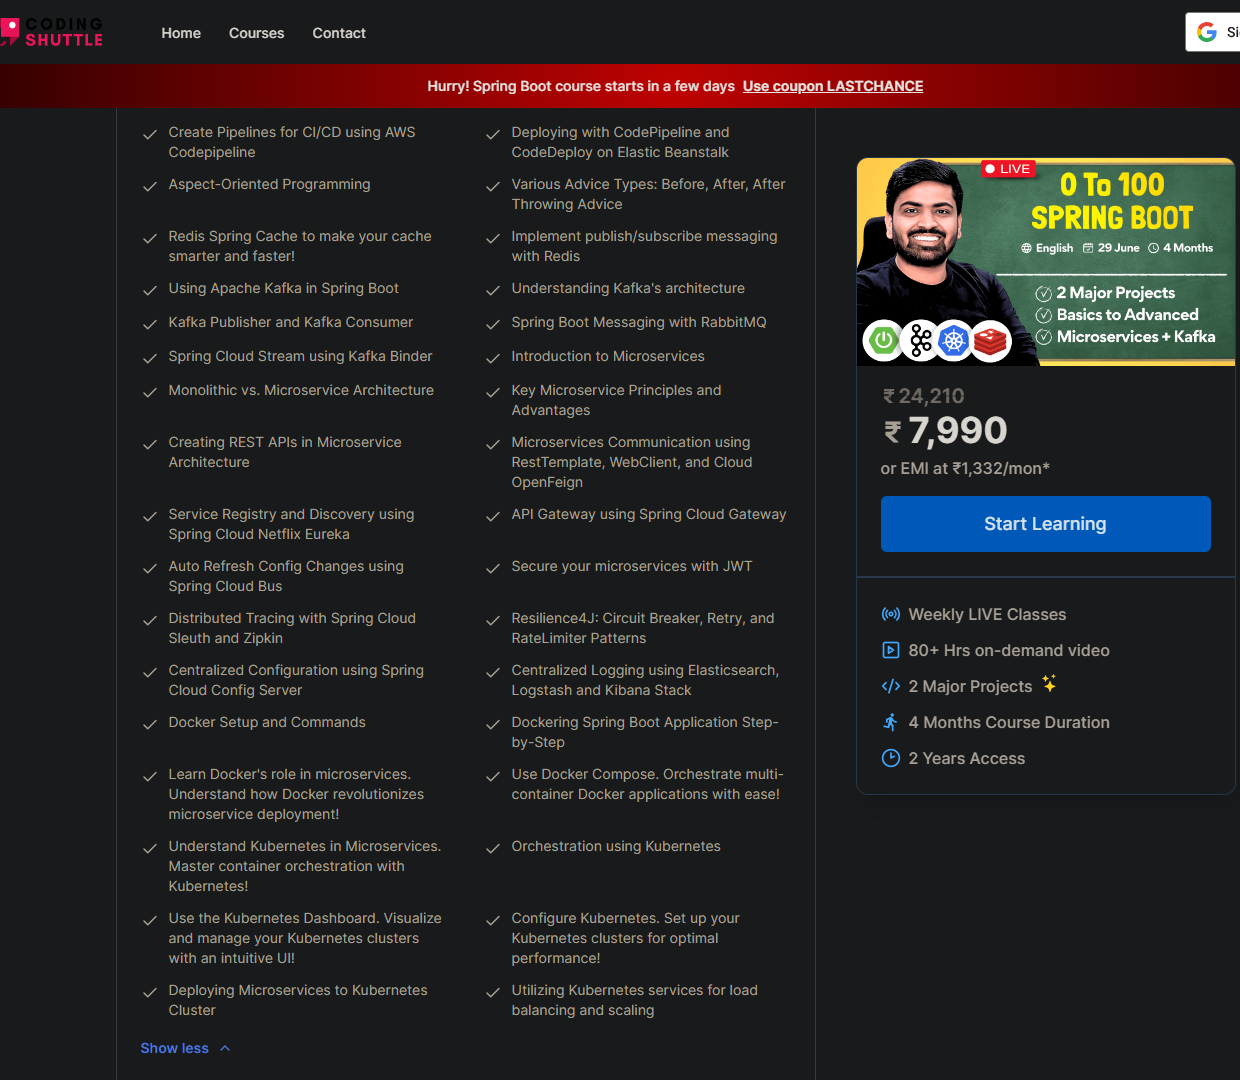 CODING
SHUTTLE
Home
Courses
Contact
Hurry! Spring Boot course starts in a few days Use coupon LASTCHANCE
Create Pipelines for CI/CD using AWS
Codepipeline
Deploying with CodePipeline and
CodeDeploy on Elastic Beanstalk
Aspect-Oriented Programming
Various Advice Types: Before, After, After
Throwing Advice
Redis Spring Cache to make your cache
smarter and faster!
Implement publish/subscribe messaging
with Redis
Using Apache Kafka in Spring Boot
Understanding Kafka's architecture
Kafka Publisher and Kafka Consumer
Spring Boot Messaging with RabbitMQ
Spring Cloud Stream using Kafka Binder
Introduction to Microservices
Monolithic vs. Microservice Architecture
Key Microservice Principles and
Advantages
Creating REST APIs in Microservice
Architecture
Microservices Communication using
RestTemplate, WebClient, and Cloud
OpenFeign
Service Registry and Discovery using
Spring Cloud Netflix Eureka
API Gateway using Spring Cloud Gateway
Auto Refresh Config Changes using
Spring Cloud Bus
Secure your microservices with JWT
Distributed Tracing with Spring Cloud
Sleuth and Zipkin
Resilience4J: Circuit Breaker, Retry, and
RateLimiter Patterns
Centralized Configuration using Spring
Cloud Config Server
Centralized Logging using Elasticsearch,
Logstash and Kibana Stack
Docker Setup and Commands
Dockering Spring Boot Application Step-
by-Step
Learn Docker's role in microservices.
Understand how Docker revolutionizes
microservice deployment!
Use Docker Compose. Orchestrate multi-
container Docker applications with ease!
Understand Kubernetes in Microservices.
Master container orchestration with
Kubernetes!
Orchestration using Kubernetes
Use the Kubernetes Dashboard. Visualize
and manage your Kubernetes clusters
with an intuitive UI!
Configure Kubernetes. Set up your
Kubernetes clusters for optimal
performance!
Deploying Microservices to Kubernetes
Cluster
Utilizing Kubernetes services for load
balancing and scaling
Show less
LIVE
0 To 100
SPRING BOOT
English 29 June 4 Months
2 Major Projects
Basics to Advanced
Microservices + Kafka
₹ 24,210
₹ 7,990
or EMI at ₹1,332/mon*
Start Learning
Weekly LIVE Classes
80+ Hrs on-demand video
2 Major Projects
4 Months Course Duration
2 Years Access